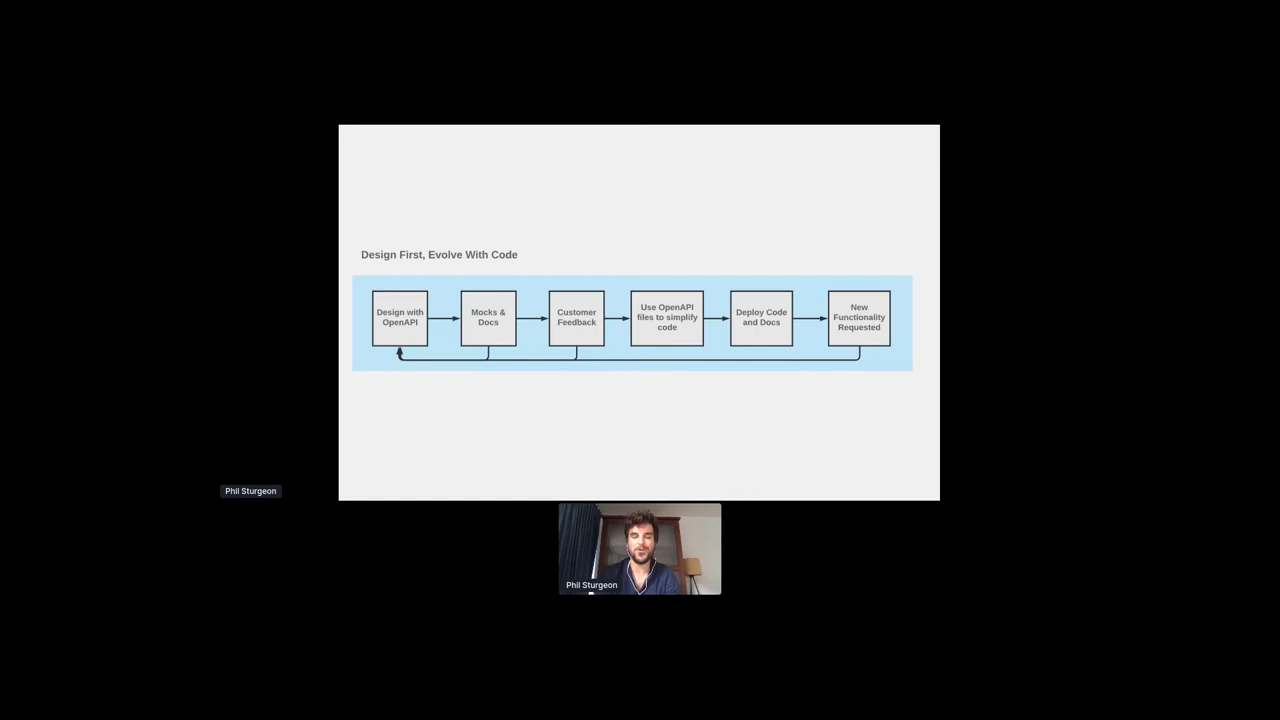 Design First, Evolve With Code
Design with
OpenAPI
Mocks &
Docs
Customer
Feedback
Use OpenAPI
files to simplify
code
Deploy Code
and Docs
New
Functionality
Requested
Phil Sturgeon
Phil Sturgeon